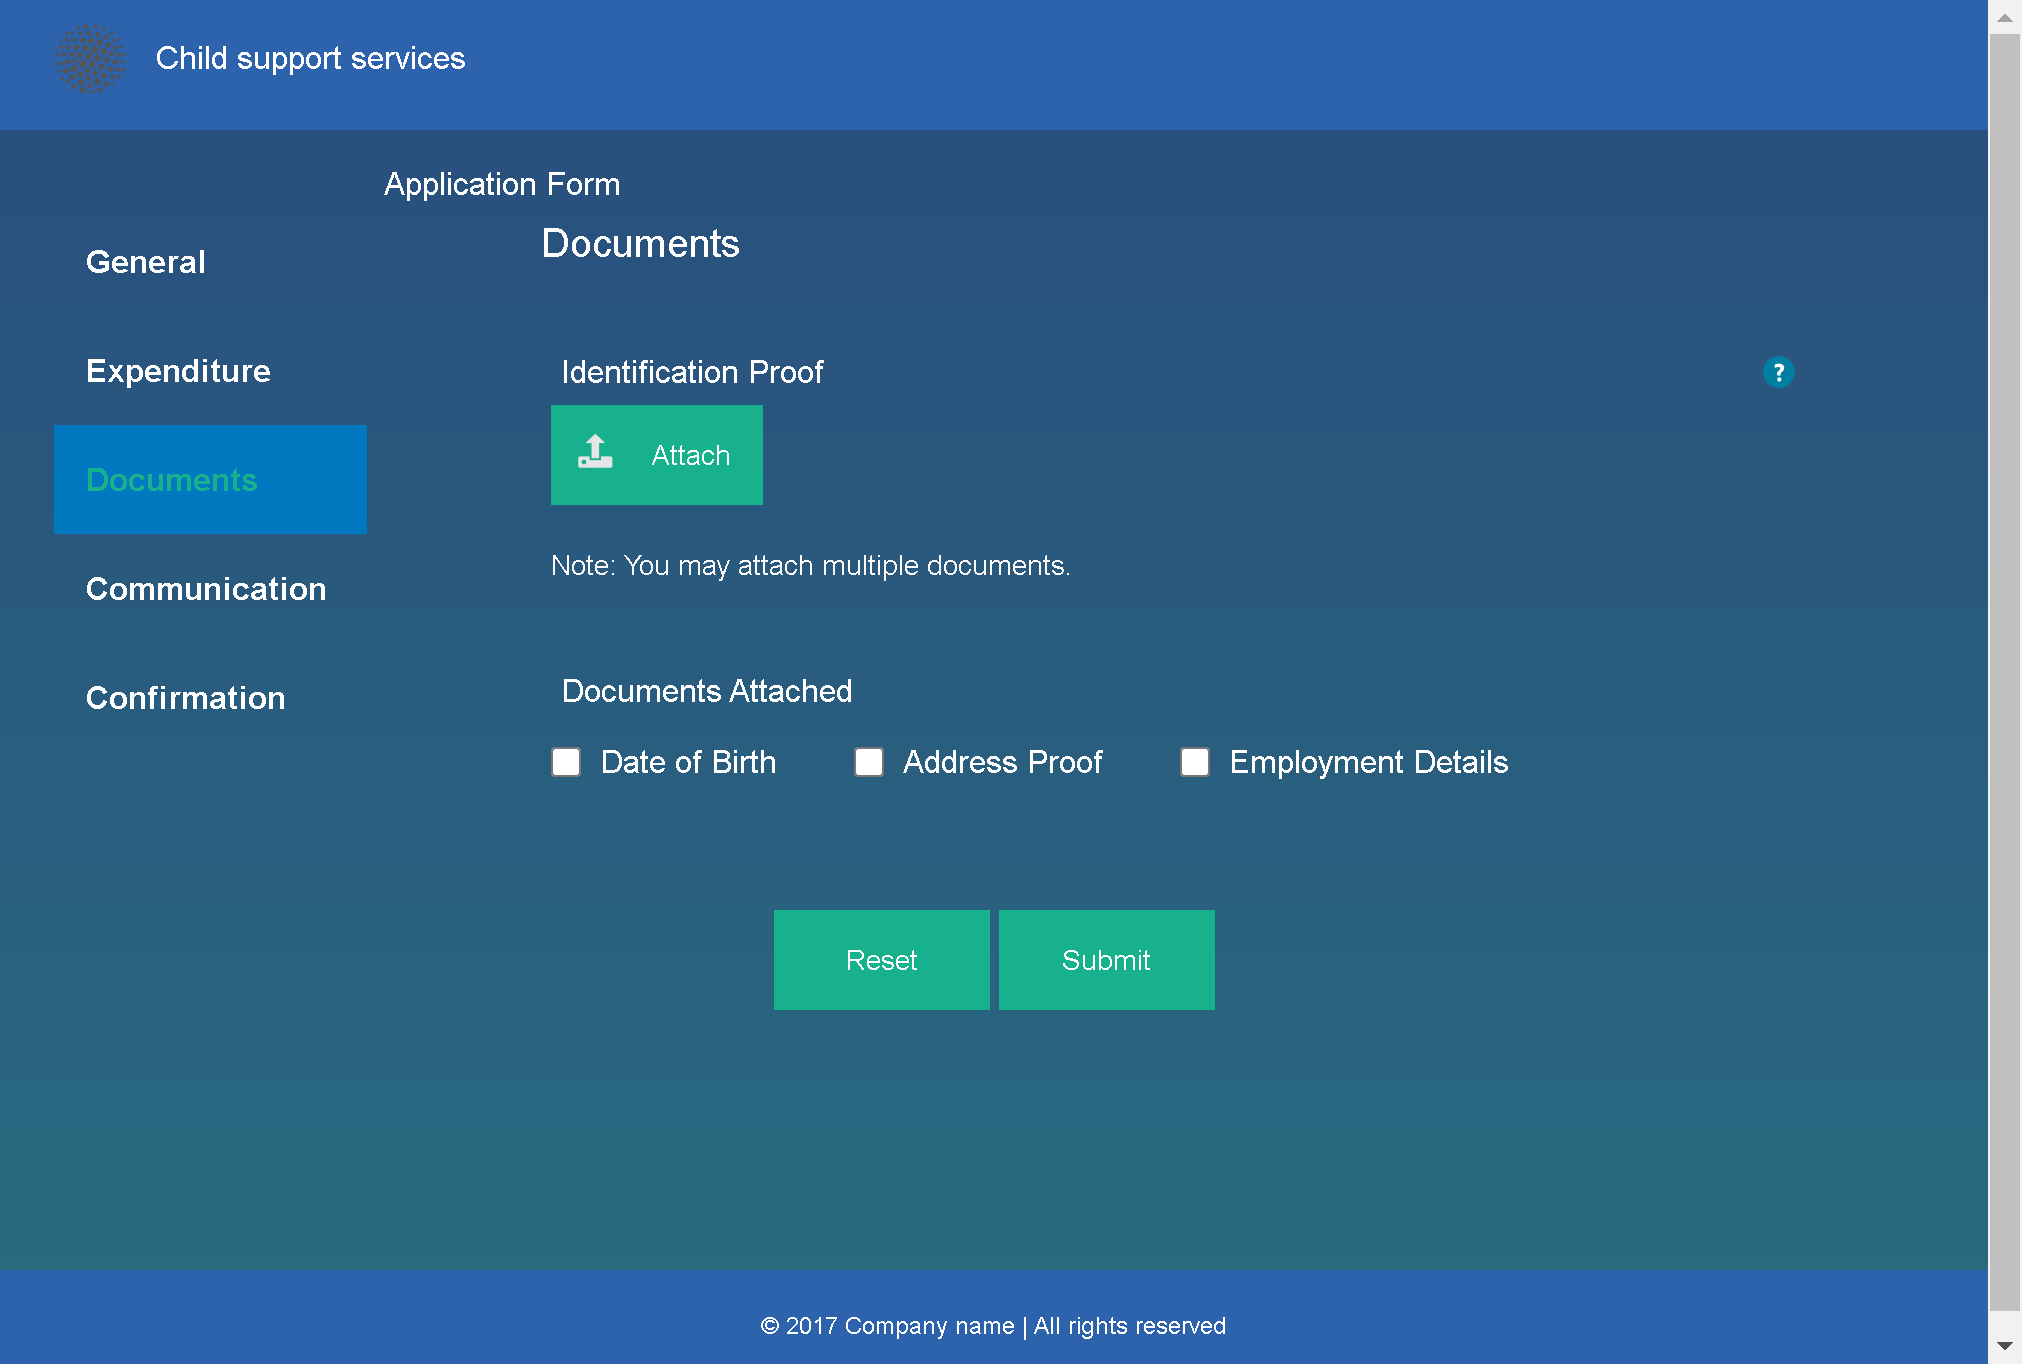 Child support services
Application Form
Documents
General
Expenditure
Documents
Communication
Confirmation
Identification Proof
?
Attach
Note: You may attach multiple documents.
Documents Attached
Date of Birth
Address Proof
Employment Details
Reset
Submit
© 2017 Company name | All rights reserved